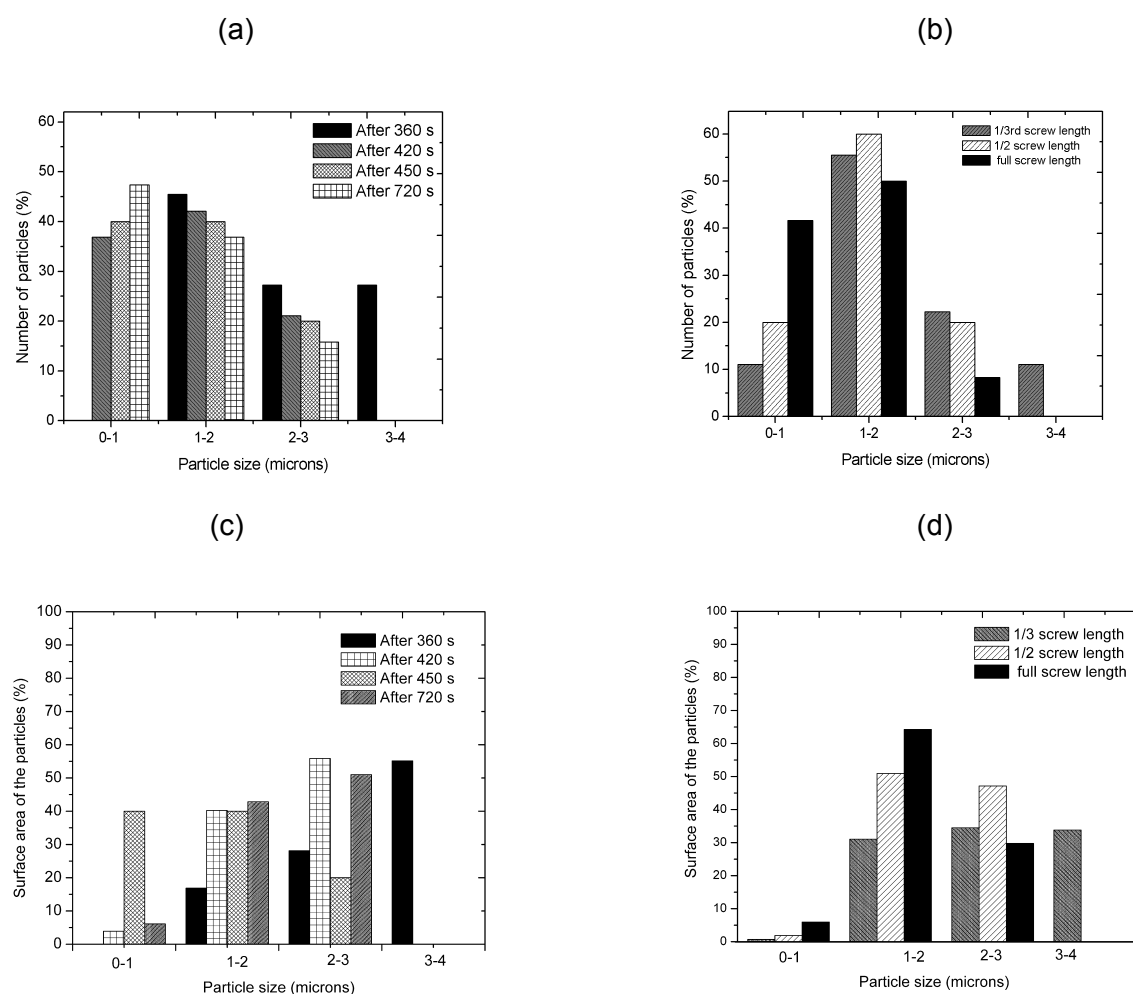 (a)
60
50
40
30
20
10
0
Number of particles (%)
After 360 s
After 420 s
After 450 s
After 720 s
0-1 1-2 2-3 3-4
Particle size (microns)
(b)
60
50
40
30
20
10
0
Number of particles (%)
1/3rd screw length
1/2 screw length
full screw length
0-1 1-2 2-3 3-4
Particle size (microns)
(c)
100
90
80
70
60
50
40
30
20
10
0
Surface area of the particles (%)
After 360 s
After 420 s
After 450 s
After 720 s
0-1 1-2 2-3 3-4
Particle size (microns)
(d)
100
90
80
70
60
50
40
30
20
10
0
Surface area of the particles (%)
1/3 screw length
1/2 screw length
full screw length
0-1 1-2 2-3 3-4
Particle size (microns)